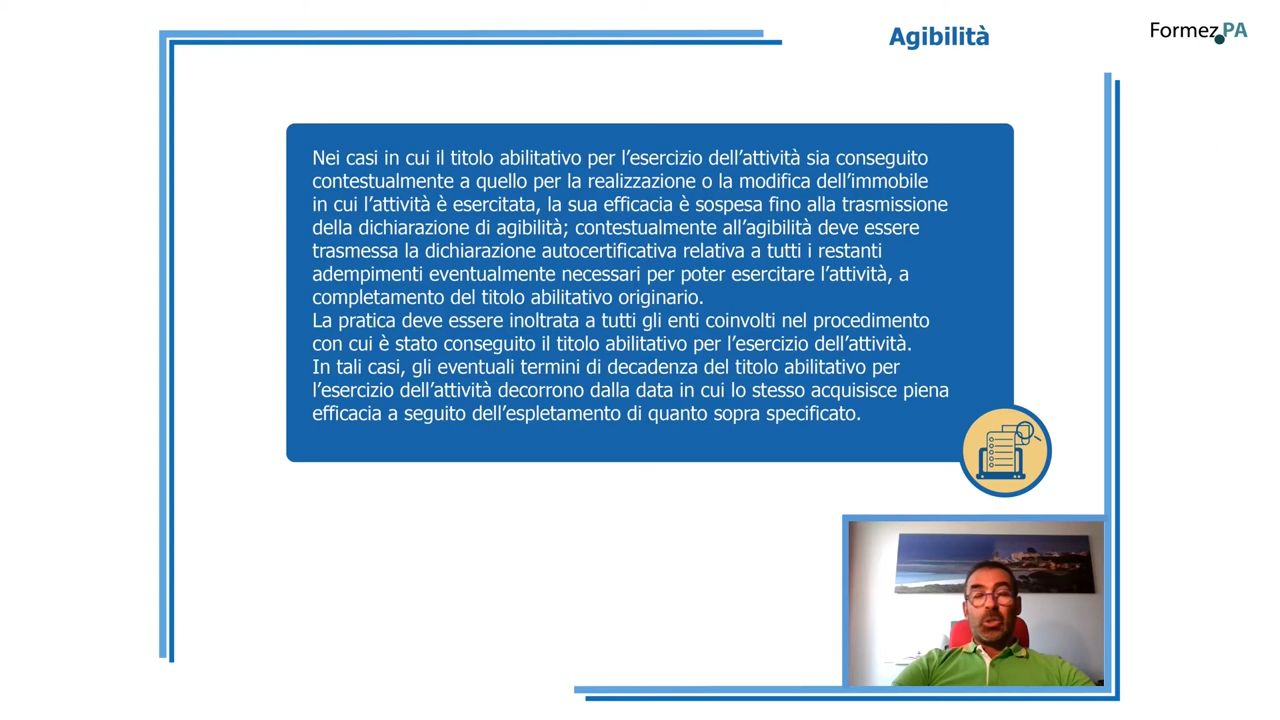 Agibilità
Formez.PA
Nei casi in cui il titolo abilitativo per l’esercizio dell’attività sia conseguito
contestualmente a quello per la realizzazione o la modifica dell’immobile
in cui l’attività è esercitata, la sua efficacia è sospesa fino alla trasmissione
della dichiarazione di agibilità; contestualmente all’agibilità deve essere
trasmessa la dichiarazione autocertificativa relativa a tutti i restanti
adempimenti eventualmente necessari per poter esercitare l’attività, a
completamento del titolo abilitativo originario.
La pratica deve essere inoltrata a tutti gli enti coinvolti nel procedimento
con cui è stato conseguito il titolo abilitativo per l’esercizio dell’attività.
In tali casi, gli eventuali termini di decadenza del titolo abilitativo per
l’esercizio dell’attività decorrono dalla data in cui lo stesso acquisisce piena
efficacia a seguito dell’espletamento di quanto sopra specificato.